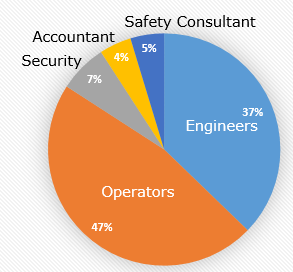 Safety Consultant
Accountant
5%
4%
Security
7%
37%
Engineers
Operators
47%